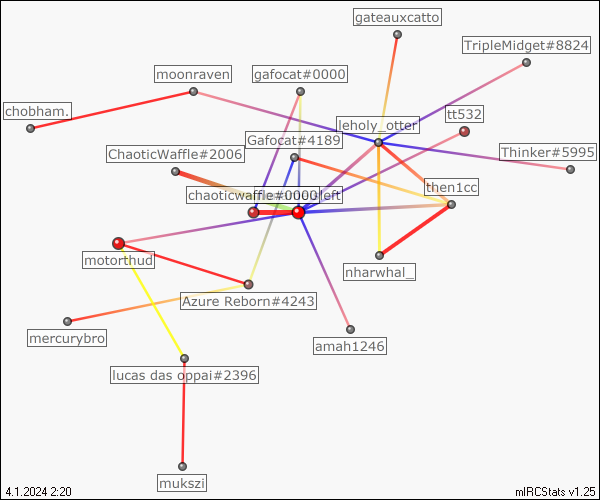 gateauxcatto
TripleMidget#8824
moonraven
gafocat#0000
chobham.
tt532
leholy_otter
Gafocat#4189
ChaoticWaffle#2006
Thinker#5995
then1cc
chaoticwaffle#0000
left
motorthud
nharwhal_
Azure Reborn#4243
mercurybro
amah1246
lucas das oppai#2396
mukszi
4.1.2024 2:20
mIRCStats v1.25